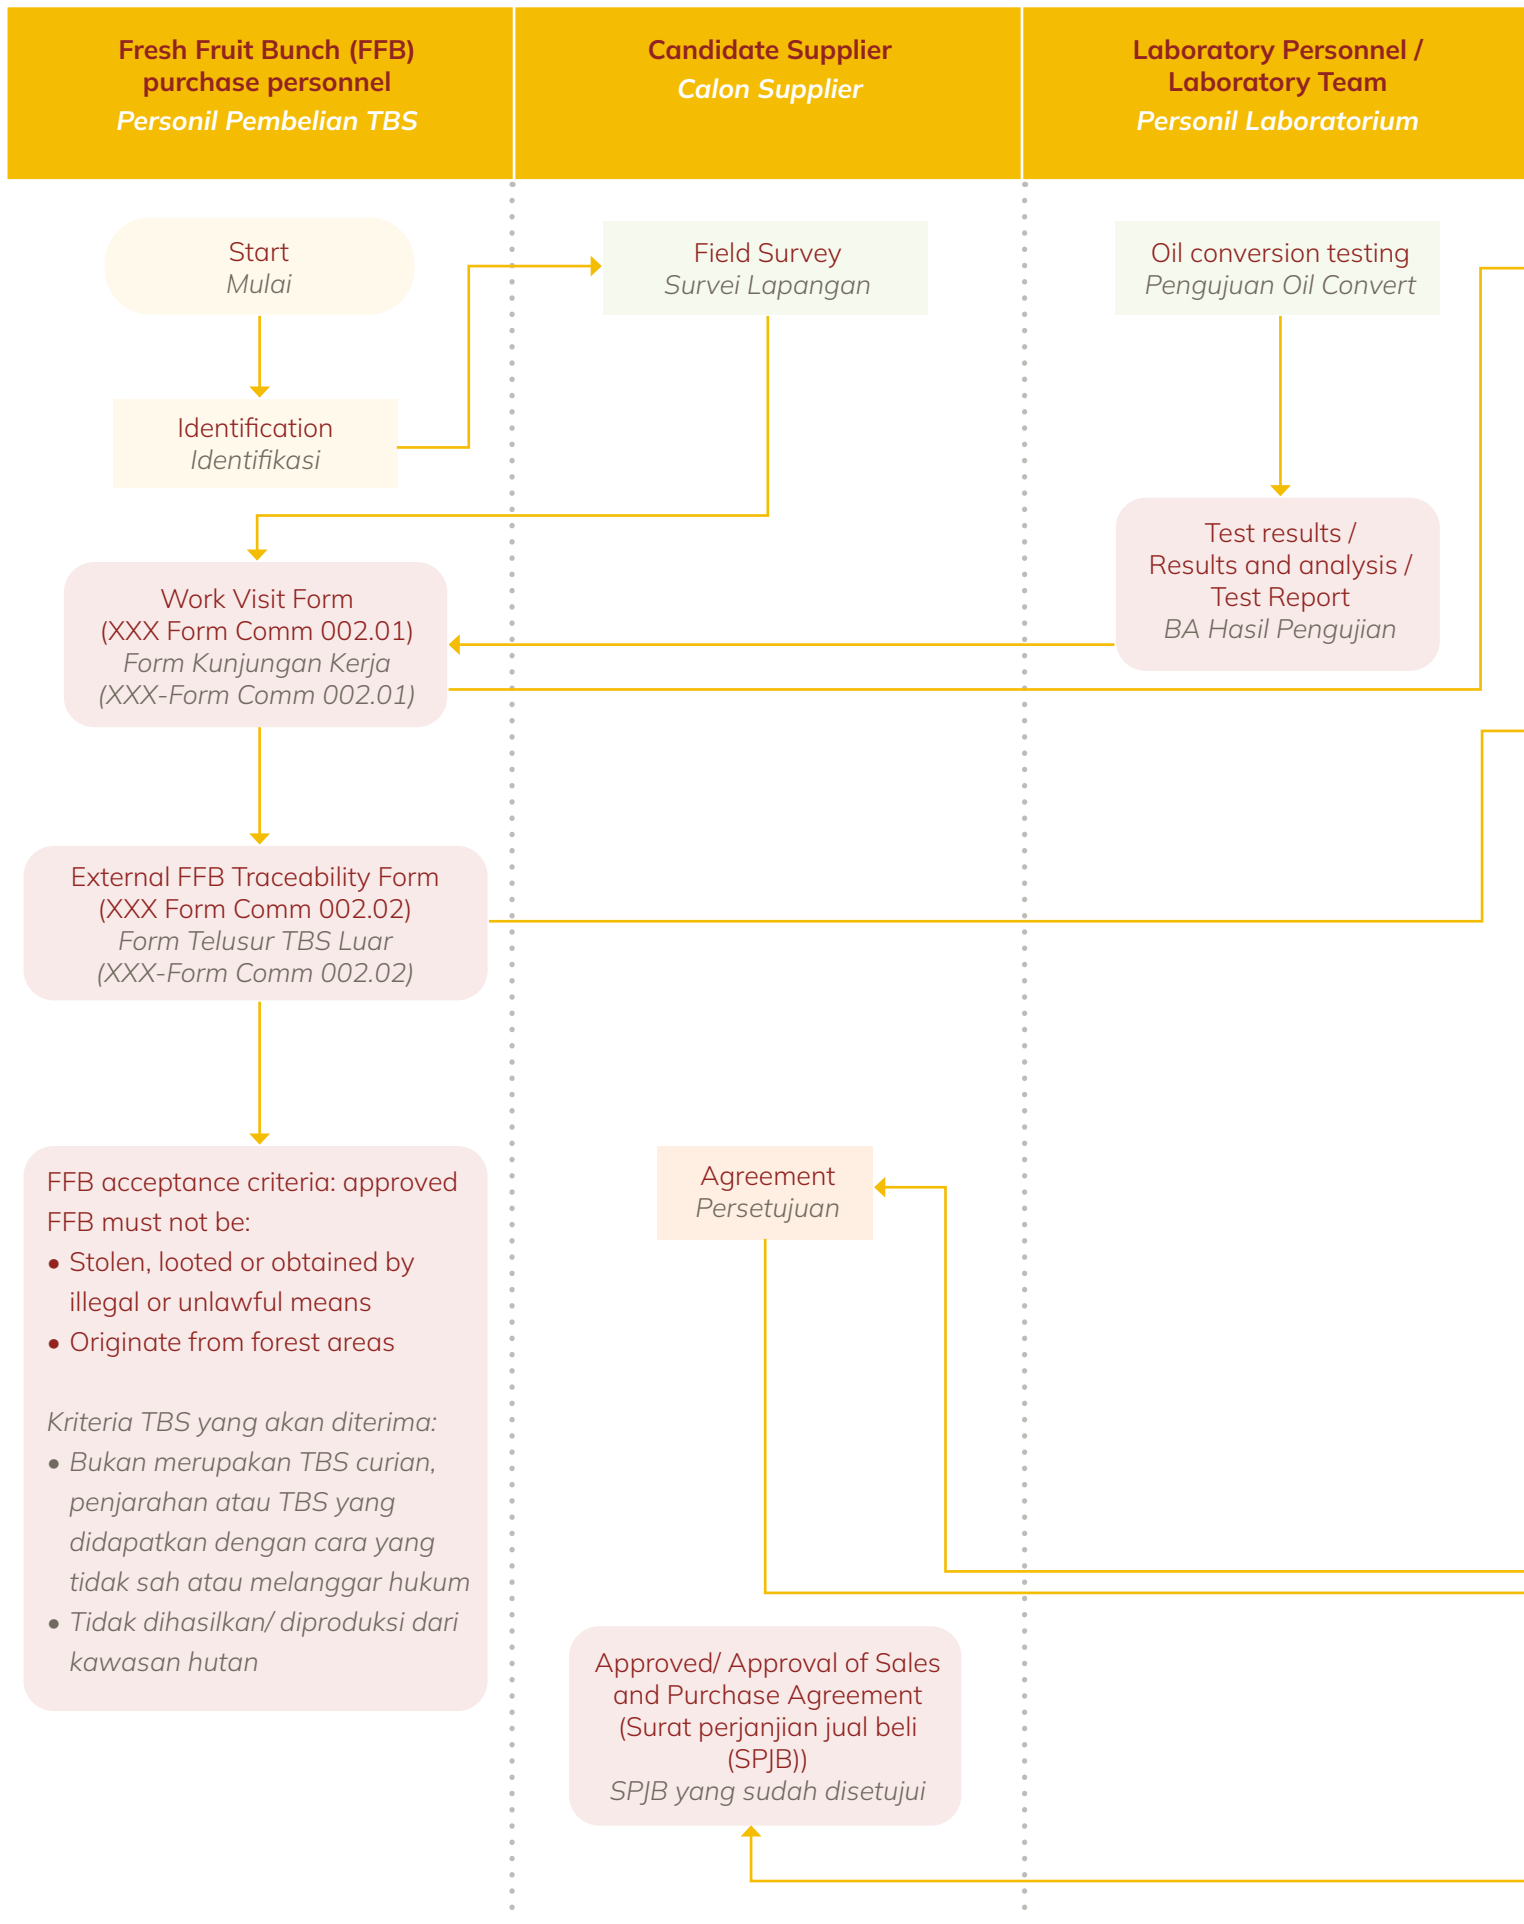 Fresh Fruit Bunch (FFB)
purchase personnel
Personil Pembelian TBS
Candidate Supplier
Calon Supplier
Laboratory Personnel /
Laboratory Team
Personil Laboratorium
Start
Mulai
Identification
Identifikasi
Field Survey
Survei Lapangan
Oil conversion testing
Pengujuan Oil Convert
Test results /
Results and analysis /
Test Report
BA Hasil Pengujian
Work Visit Form
(XXX Form Comm 002.01)
Form Kunjungan Kerja
(XXX-Form Comm 002.01)
External FFB Traceability Form
(XXX Form Comm 002.02)
Form Telusur TBS Luar
(XXX-Form Comm 002.02)
FFB acceptance criteria: approved
FFB must not be:
• Stolen, looted or obtained by
illegal or unlawful means
• Originate from forest areas
Kriteria TBS yang akan diterima:
• Bukan merupakan TBS curian,
penjarahan atau TBS yang
didapatkan dengan cara yang
tidak sah atau melanggar hukum
• Tidak dihasilkan/ diproduksi dari
kawasan hutan
Agreement
Persetujuan
Approved/ Approval of Sales
and Purchase Agreement
(Surat perjanjian jual beli
(SPJB))
SPJB yang sudah disetujui